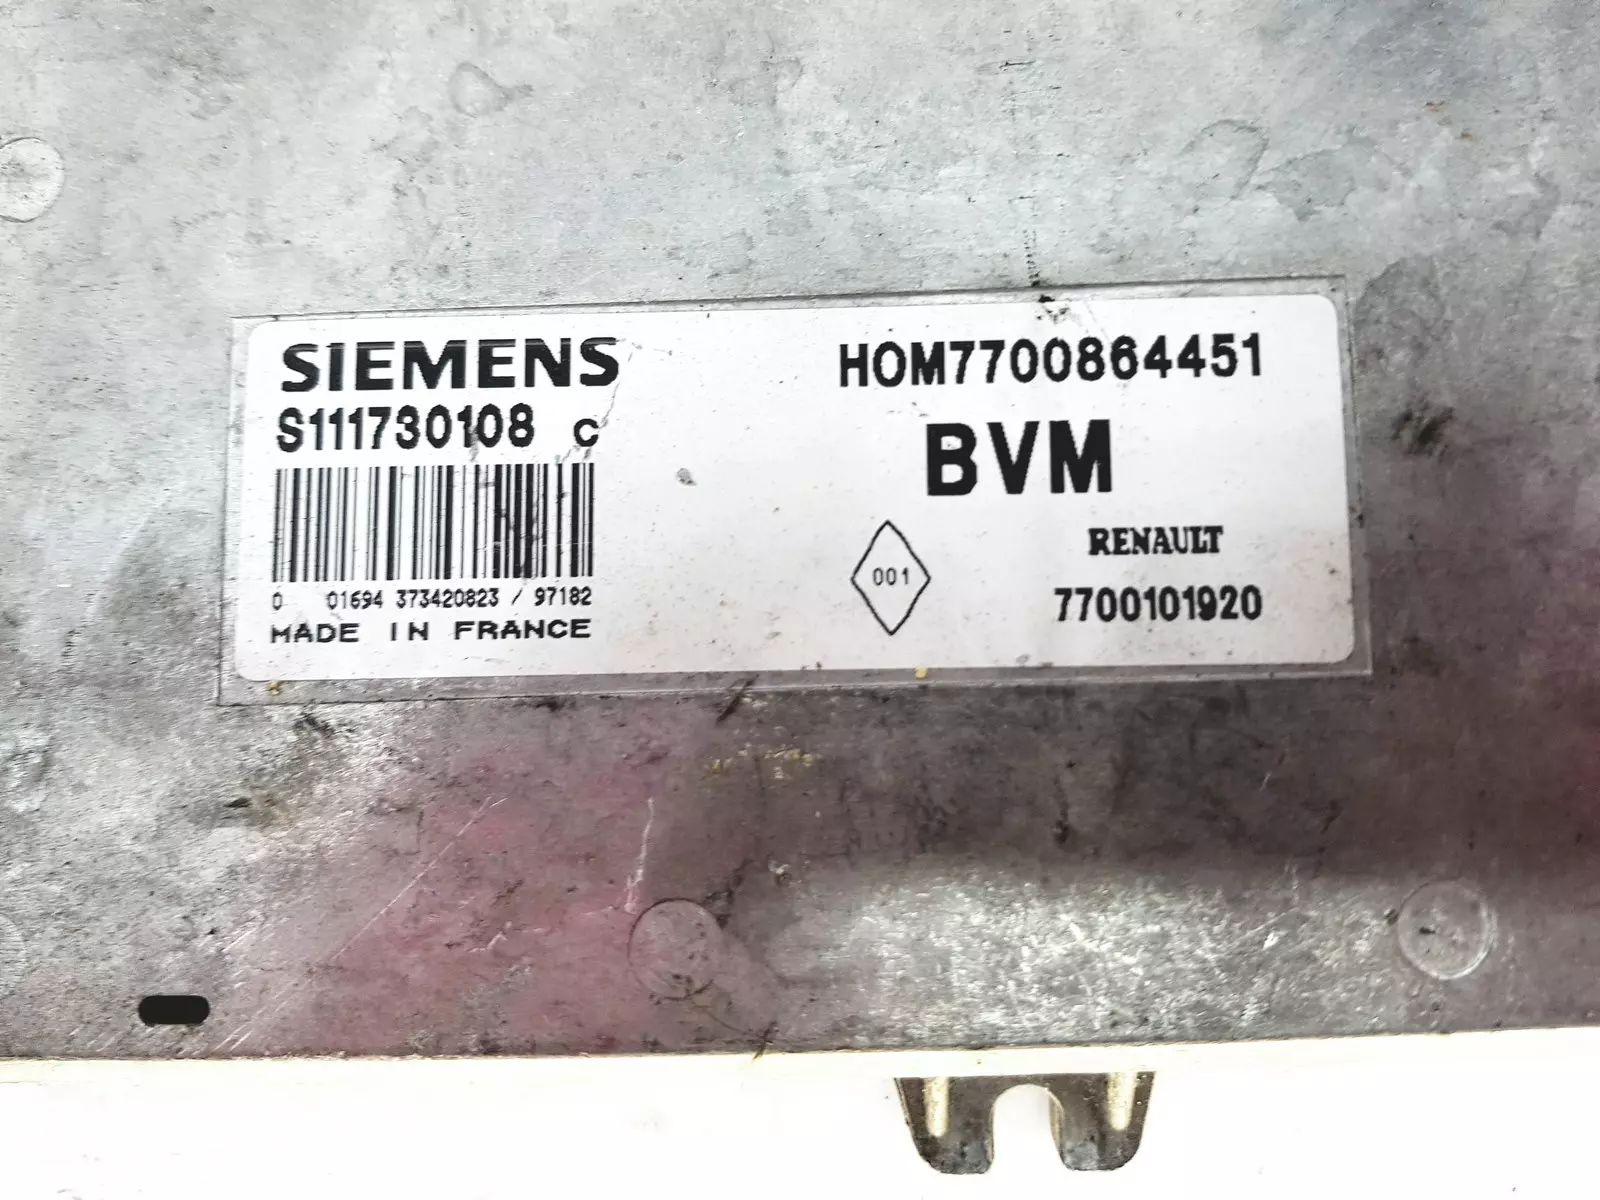 SIEMENS
S111730108 C
0 01694 373420823 / 97182
MADE IN FRANCE
HOM7700864451
BVM
001
RENAULT
7700101920